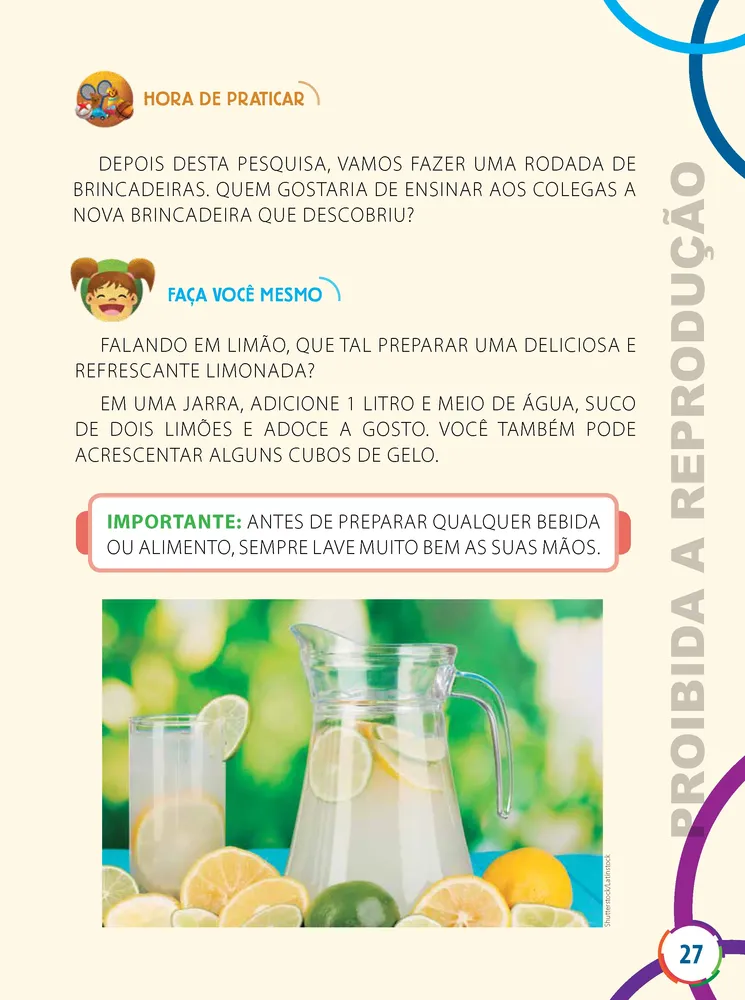 HORA DE PRATICAR
DEPOIS DESTA PESQUISA, VAMOS FAZER UMA RODADA DE
BRINCADEIRAS. QUEM GOSTARIA DE ENSINAR AOS COLEGAS A
NOVA BRINCADEIRA QUE DESCOBRIU?
FAÇA VOCÊ MESMO
FALANDO EM LIMÃO, QUE TAL PREPARAR UMA DELICIOSA E
REFRESCANTE LIMONADA?
EM UMA JARRA, ADICIONE 1 LITRO E MEIO DE ÁGUA, SUCO
DE DOIS LIMÕES E ADOCE A GOSTO. VOCÊ TAMBÉM PODE
ACRESCENTAR ALGUNS CUBOS DE GELO.
IMPORTANTE: ANTES DE PREPARAR QUALQUER BEBIDA
OU ALIMENTO, SEMPRE LAVE MUITO BEM AS SUAS MÃOS.
Shutterstock/Latinstock
PROIBIDA A REPRODUÇÃO
27